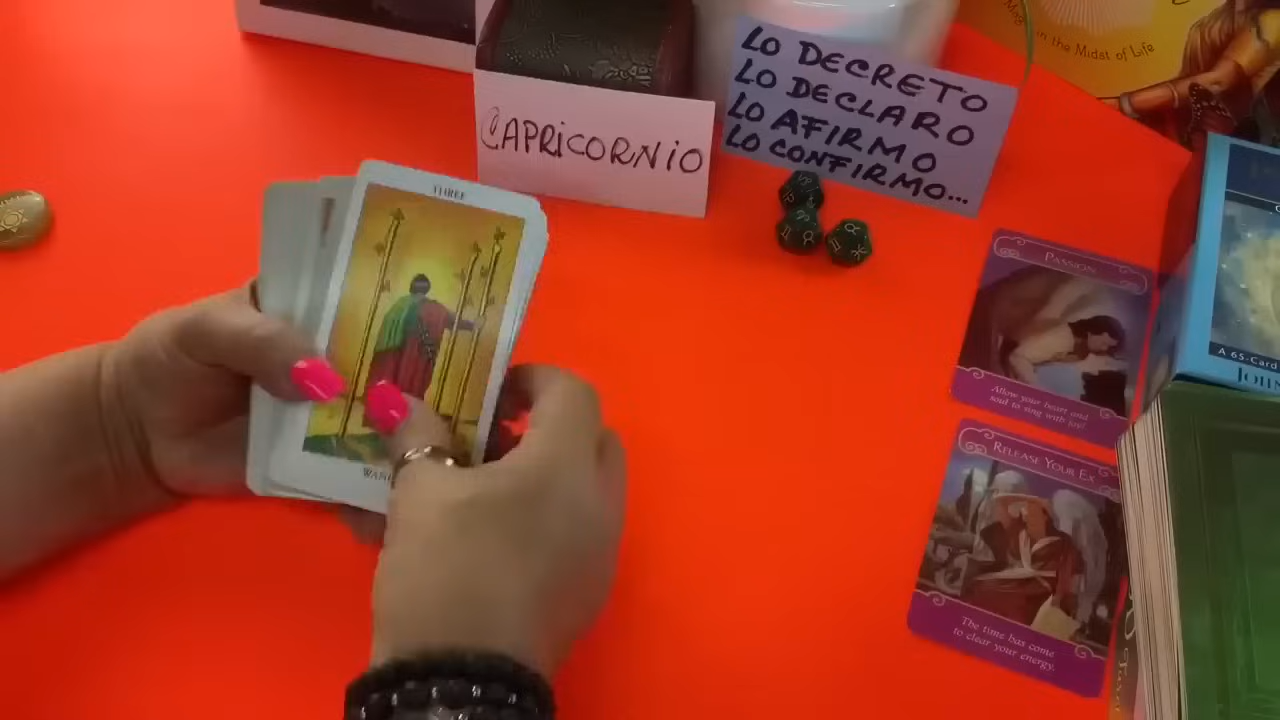 in the Midst of Life
LO DECRETO
LO DECLARO
LO AFIRMO
LO CONFIRMO...
CAPRICORNIO
THREE
PASSION
Allow your heart and
soul to sing with joy!
RELEASE YOUR EX
The time has come
to clear your energy.
A 65-Card